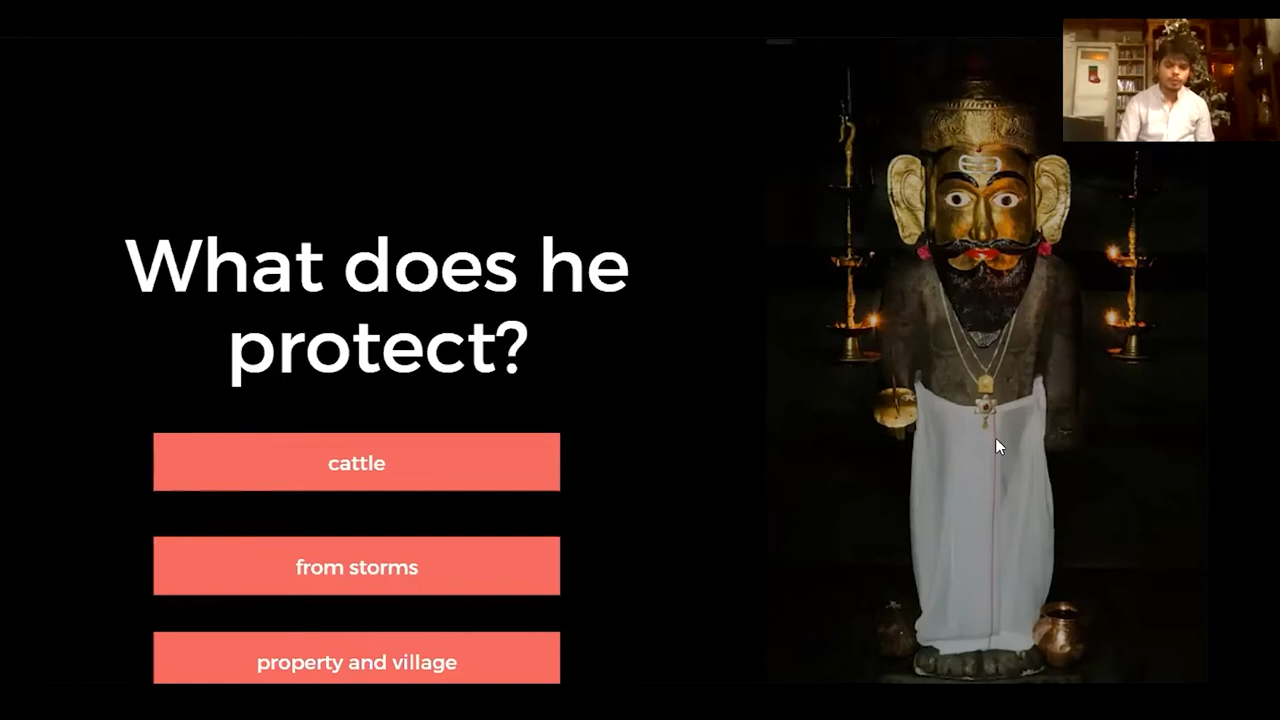 What does he
protect?
cattle
from storms
property and village